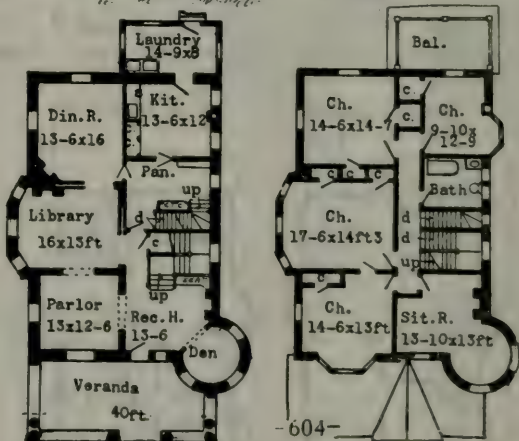 Laundry
14-9x8
Kit.
13-6x12
Din.R.
13-6x16
Pan.
up
c c
Library
16x13ft
d
c
up
Parlor
13x12-6
Rec.H.
13-6
Den
Veranda
40ft.
Bal.
c.
c.
Ch.
14-6x14-7
Ch.
9-10x
12-9
c c c
Bath
Ch.
17-6x14ft3
d
d
up
c
Ch.
14-6x13ft
Sit.R.
13-10x13ft
-604-